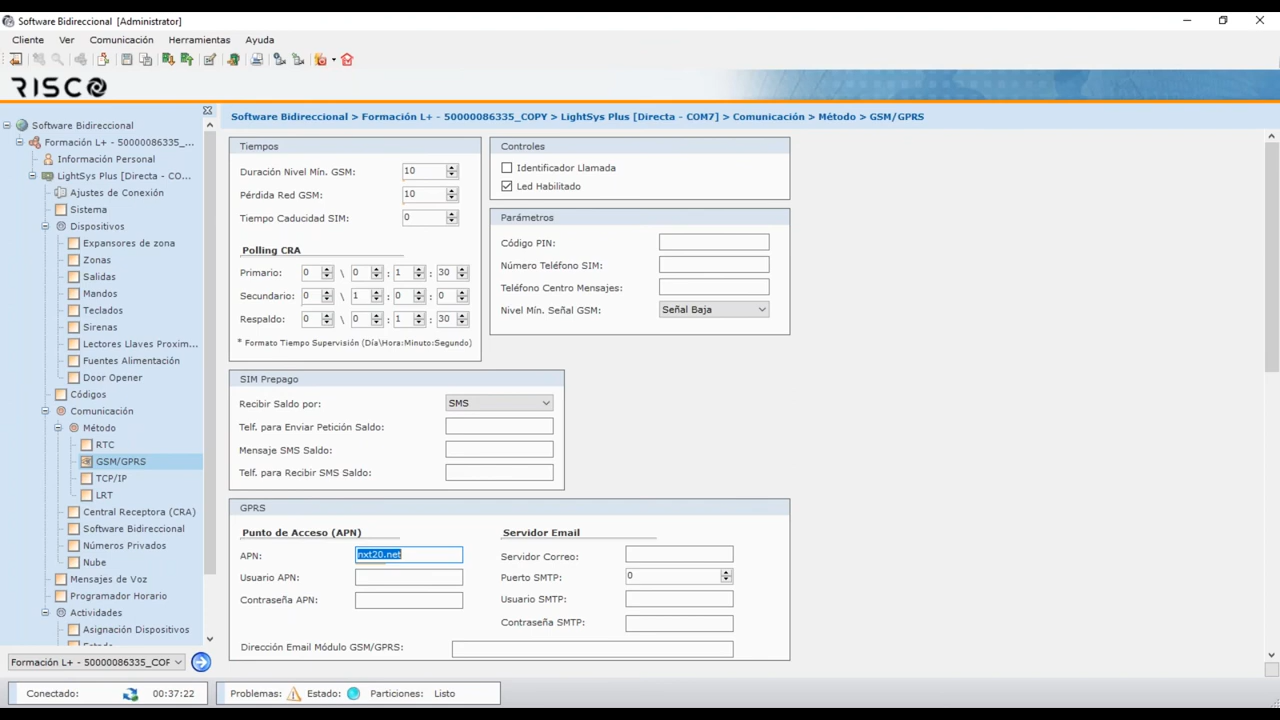 Software Bidireccional [Administrator]
Cliente Ver Comunicación Herramientas Ayuda
RISCO
Software Bidireccional > Formación L+ - 50000086335_COPY > LightSys Plus [Directa - COM7] > Comunicación > Método > GSM/GPRS
Software Bidireccional
Formación L+ - 50000086335_...
Información Personal
LightSys Plus [Directa - CO...
Ajustes de Conexión
Sistema
Dispositivos
Expansores de zona
Zonas
Salidas
Mandos
Teclados
Sirenas
Lectores Llaves Proxim...
Fuentes Alimentación
Door Opener
Códigos
Comunicación
Método
RTC
GSM/GPRS
TCP/IP
LRT
Central Receptora (CRA)
Software Bidireccional
Números Privados
Nube
Mensajes de Voz
Programador Horario
Actividades
Asignación Dispositivos
Formación L+ - 50000086335_COP
Tiempos
Duración Nivel Mín. GSM: 10
Pérdida Red GSM: 10
Tiempo Caducidad SIM: 0
Polling CRA
Primario: 0 \ 0 : 1 : 30
Secundario: 0 \ 1 : 0 : 0
Respaldo: 0 \ 0 : 1 : 30
* Formato Tiempo Supervisión (Día\Hora:Minuto:Segundo)
Controles
Identificador Llamada
Led Habilitado
Parámetros
Código PIN:
Número Teléfono SIM:
Teléfono Centro Mensajes:
Nivel Mín. Señal GSM: Señal Baja
SIM Prepago
Recibir Saldo por: SMS
Telf. para Enviar Petición Saldo:
Mensaje SMS Saldo:
Telf. para Recibir SMS Saldo:
GPRS
Punto de Acceso (APN)
APN: nxt20.net
Usuario APN:
Contraseña APN:
Servidor Email
Servidor Correo:
Puerto SMTP: 0
Usuario SMTP:
Contraseña SMTP:
Dirección Email Módulo GSM/GPRS:
Conectado: 00:37:22 Problemas: Estado: Particiones: Listo